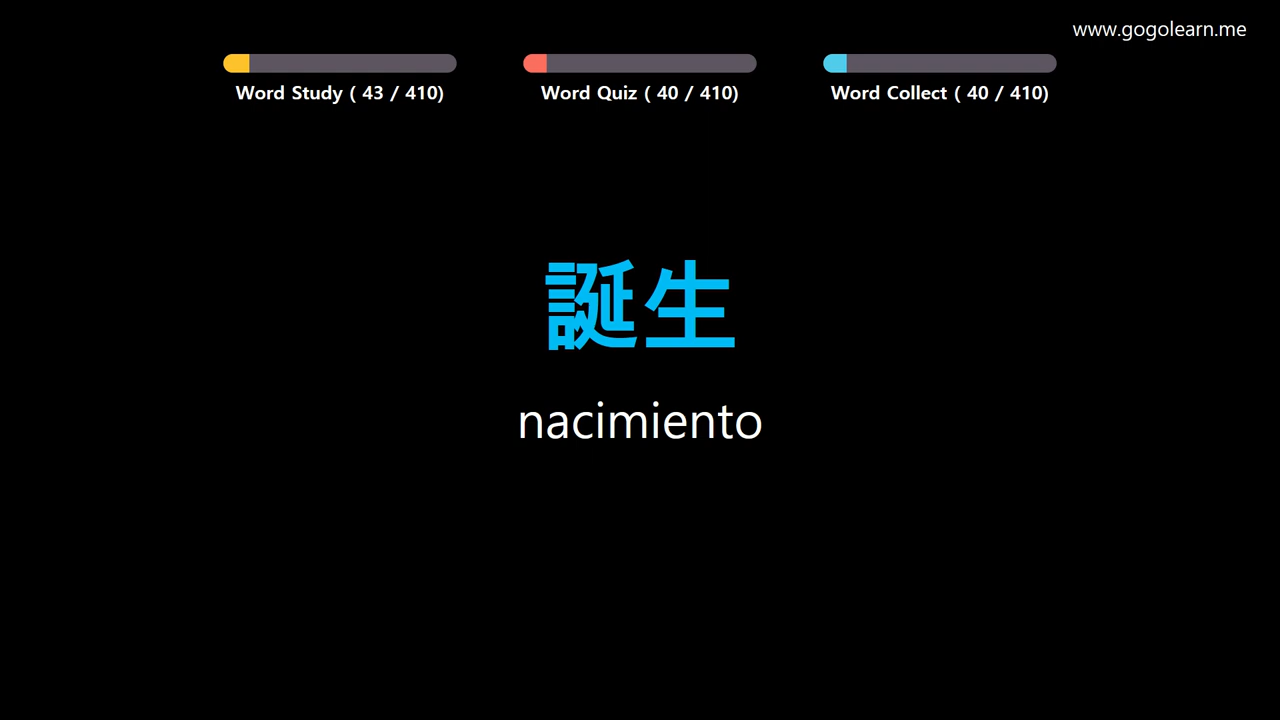 www.gogolearn.me
Word Study ( 43 / 410)
Word Quiz ( 40 / 410)
Word Collect ( 40 / 410)
誕生
nacimiento